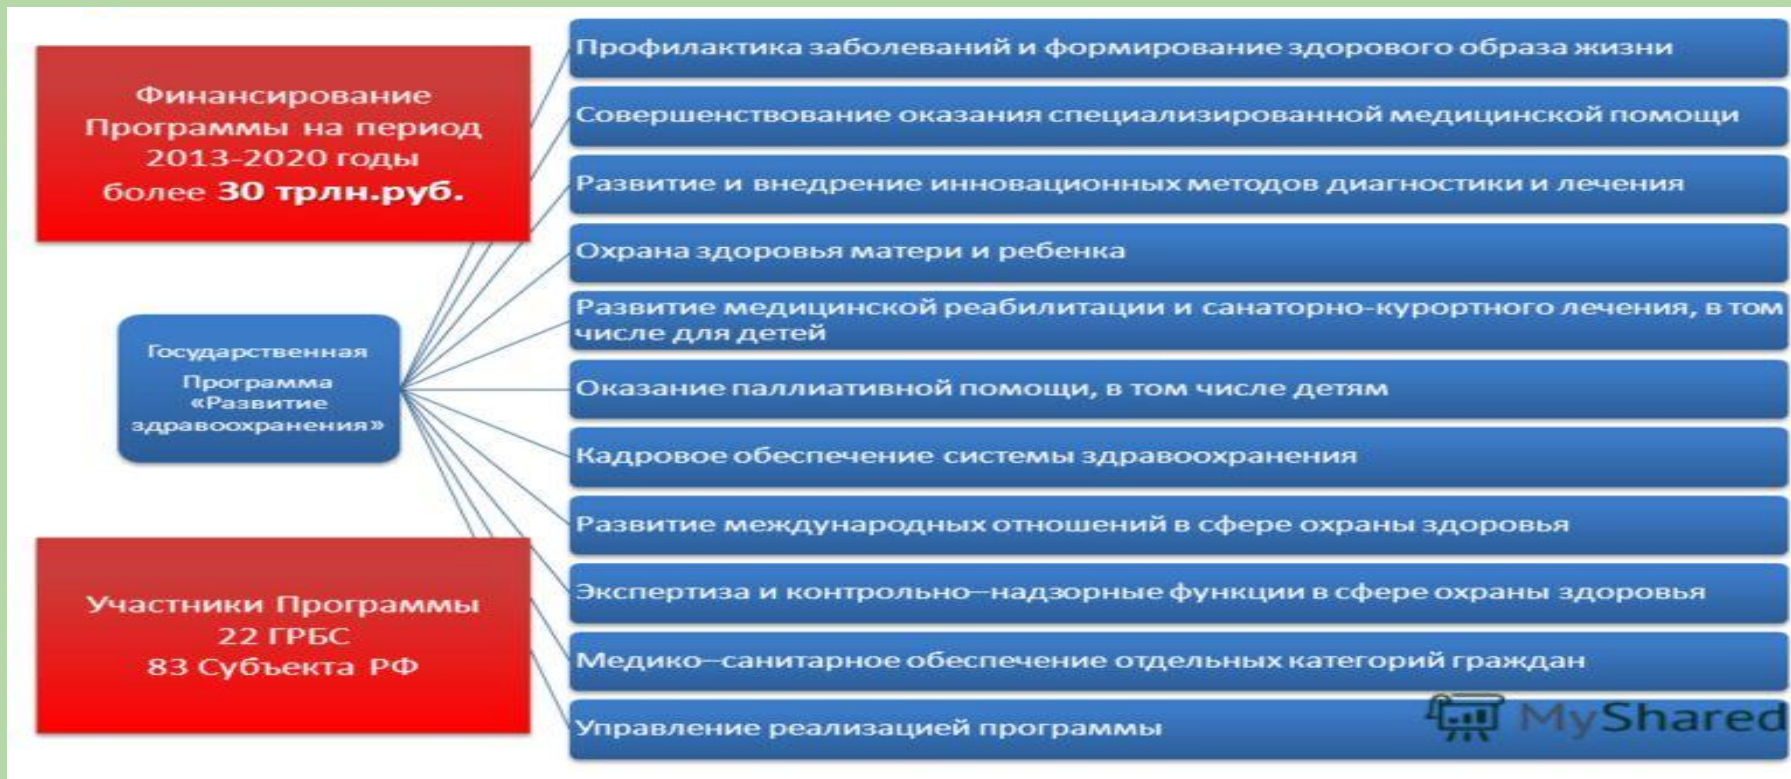 Финансирование
Программы на период
2013-2020 годы
более 30 трлн.руб.
Государственная
Программа
«Развитие
здравоохранения»
Участники Программы
22 ГРБС
83 Субъекта РФ
Профилактика заболеваний и формирование здорового образа жизни
Совершенствование оказания специализированной медицинской помощи
Развитие и внедрение инновационных методов диагностики и лечения
Охрана здоровья матери и ребенка
Развитие медицинской реабилитации и санаторно-курортного лечения, в том
числе для детей
Оказание паллиативной помощи, в том числе детям
Кадровое обеспечение системы здравоохранения
Развитие международных отношений в сфере охраны здоровья
Экспертиза и контрольно–надзорные функции в сфере охраны здоровья
Медико–санитарное обеспечение отдельных категорий граждан
Управление реализацией программы
MyShared